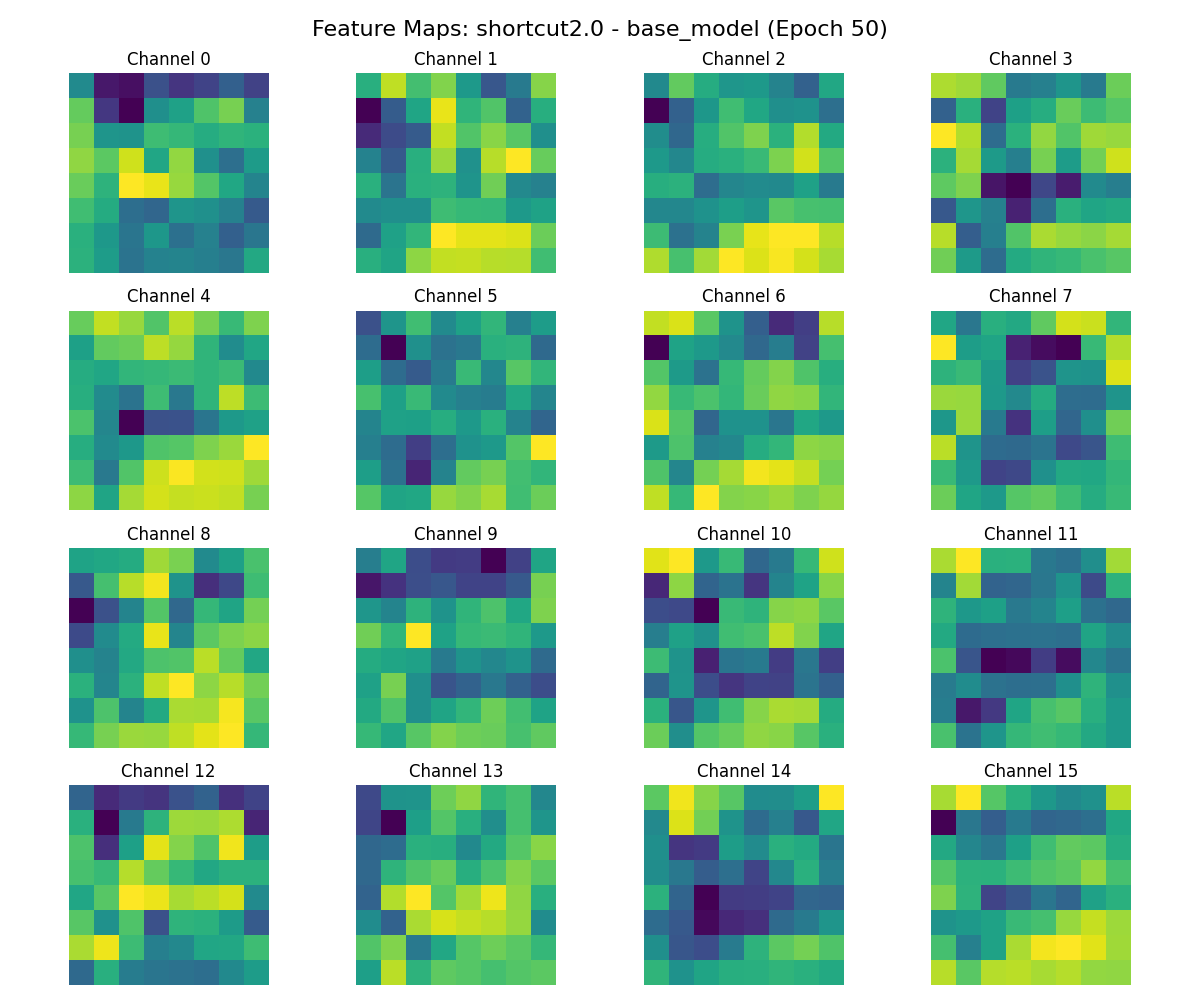 Feature Maps: shortcut2.0 - base_model (Epoch 50)
Channel 0
Channel 1
Channel 2
Channel 3
Channel 4
Channel 5
Channel 6
Channel 7
Channel 8
Channel 9
Channel 10
Channel 11
Channel 12
Channel 13
Channel 14
Channel 15